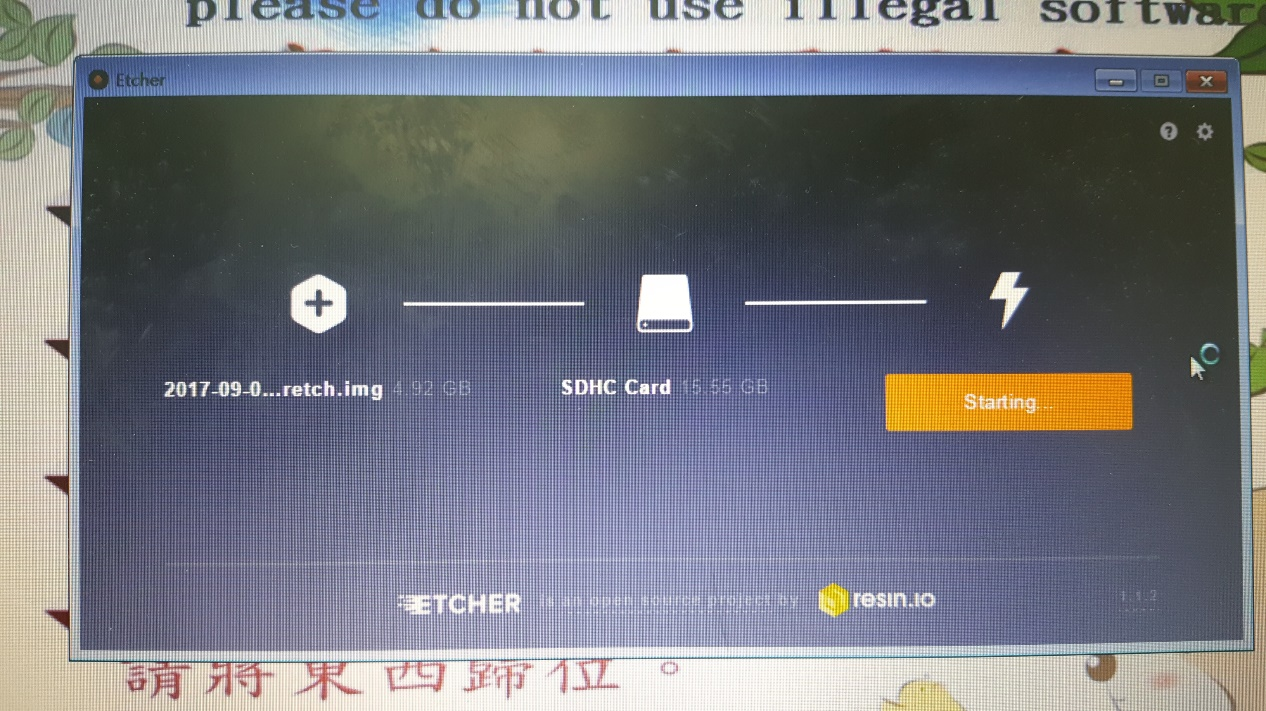 please do not use illegal softwar
Etcher
2017-09-0...retch.img 4.92 GB
SDHC Card 15.55 GB
Starting...
ETCHER is an open source project by resin.io
1.1.2
請將東西歸位。